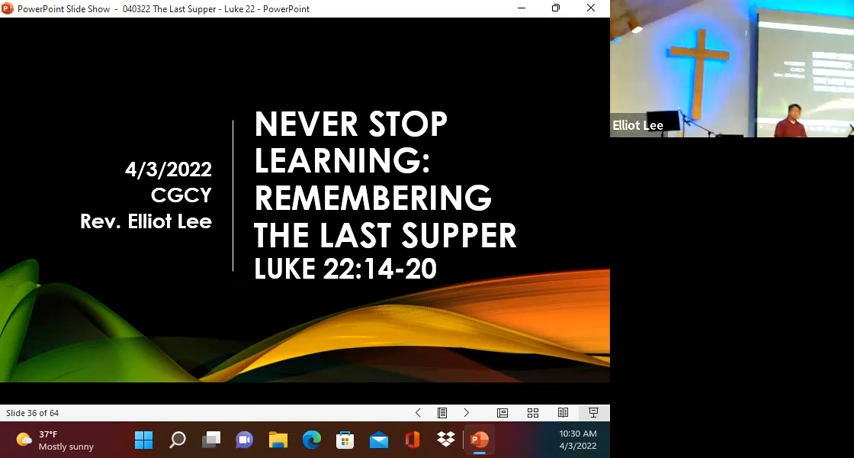 PowerPoint Slide Show - 040322 The Last Supper - Luke 22 - PowerPoint
4/3/2022
CGCY
Rev. Elliot Lee
NEVER STOP
LEARNING:
REMEMBERING
THE LAST SUPPER
LUKE 22:14-20
Elliot Lee
Slide 36 of 64
37°F
Mostly sunny
10:30 AM
4/3/2022